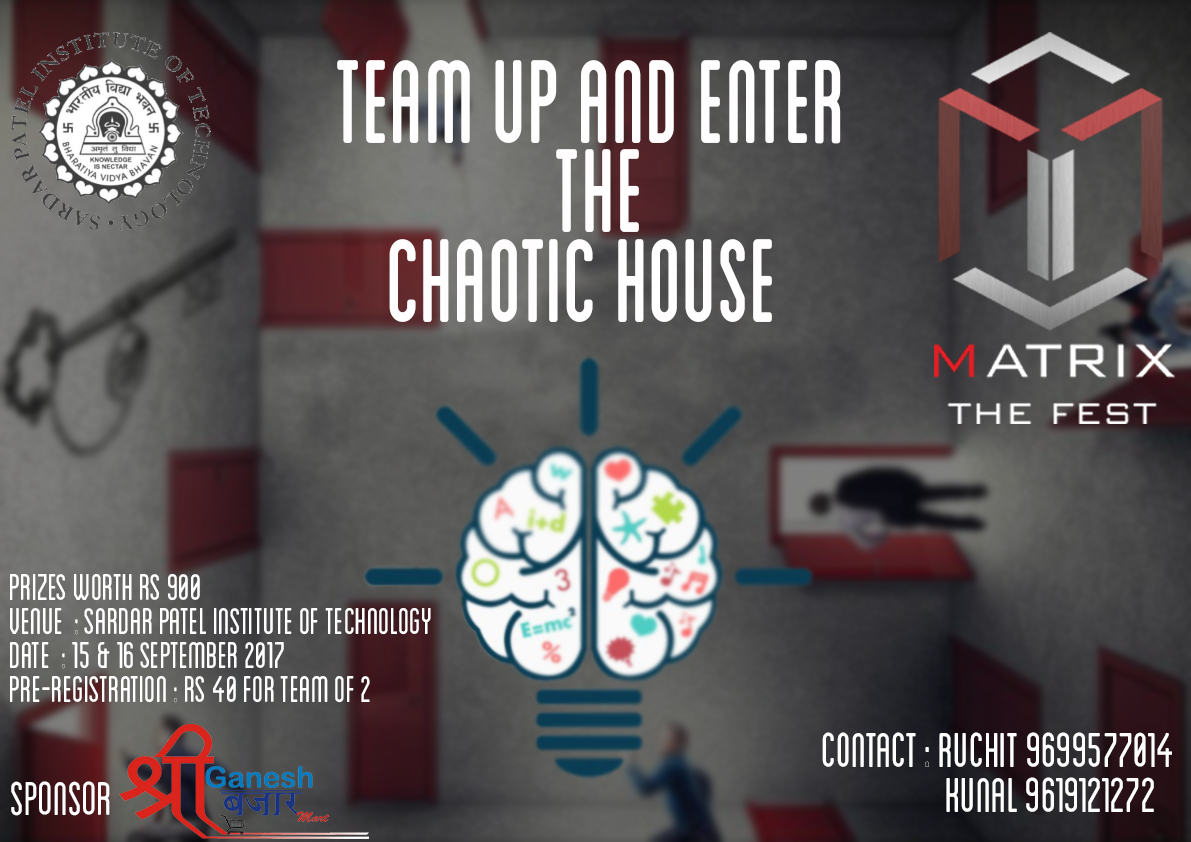 SARDAR PATEL INSTITUTE OF TECHNOLOGY
भारतीय विद्या भवन
अमृतं तु विद्या
KNOWLEDGE
IS NECTAR
BHARATIYA VIDYA BHAVAN
TEAM UP AND ENTER
THE
CHAOTIC HOUSE
MATRIX
THE FEST
W
A
i+d
3
E=mc²
%
PRIZES WORTH RS 900
VENUE : SARDAR PATEL INSTITUTE OF TECHNOLOGY
DATE : 15 & 16 SEPTEMBER 2017
PRE-REGISTRATION : RS 40 FOR TEAM OF 2
SPONSOR
श्री Ganesh
बजार
Mart
CONTACT : RUCHIT 9699577014
KUNAL 9619121272